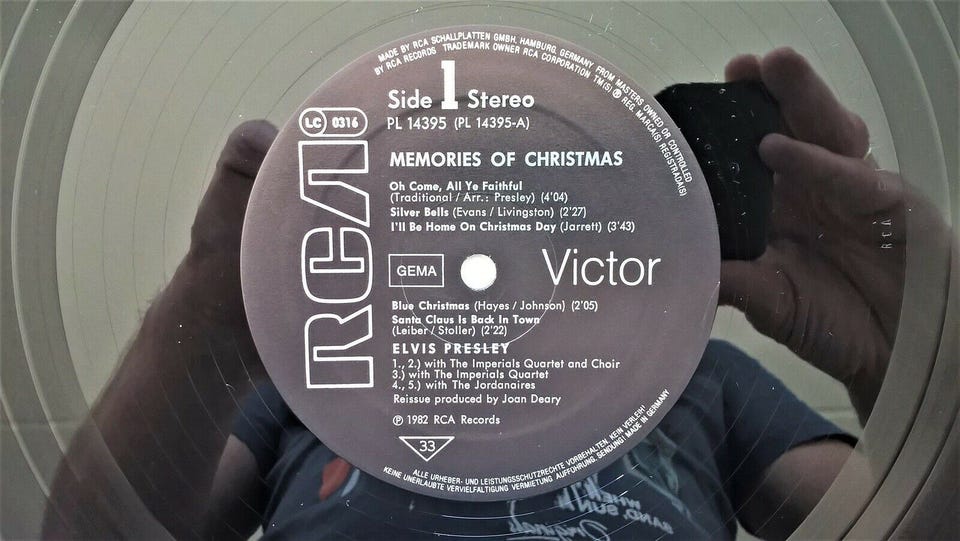 MADE BY RCA SCHALLPLATTEN GMBH, HAMBURG, GERMANY FROM MASTERS OWNED OR CONTROLLED
BY RCA RECORDS TRADEMARK OWNER RCA CORPORATION TM(S) ® REG. MARCA(S) REGISTRADA(S)
Side 1 Stereo
PL 14395 (PL 14395-A)
LC 0316
RCA
MEMORIES OF CHRISTMAS
Oh Come, All Ye Faithful
(Traditional / Arr.: Presley) (4'04)
Silver Bells (Evans / Livingston) (2'27)
I'll Be Home On Christmas Day (Jarrett) (3'43)
GEMA
Victor
Blue Christmas (Hayes / Johnson) (2'05)
Santa Claus Is Back In Town
(Leiber / Stoller) (2'22)
ELVIS PRESLEY
1., 2.) with The Imperials Quartet and Choir
3.) with The Imperials Quartet
4., 5.) with The Jordanaires
Reissue produced by Joan Deary
℗ 1982 RCA Records
33
ALLE URHEBER- UND LEISTUNGSSCHUTZRECHTE VORBEHALTEN. KEIN VERLEIH!
KEINE UNERLAUBTE VERVIELFÄLTIGUNG VERMIETUNG AUFFÜHRUNG, SENDUNG! MADE IN GERMANY
RCA
WHEN
BAND, SUN
Original